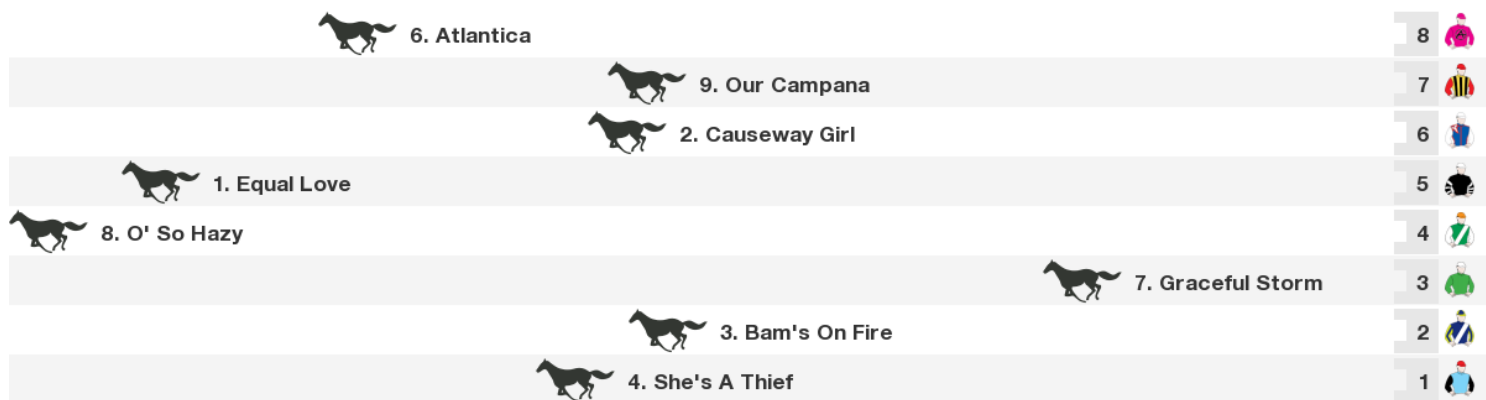 6. Atlantica 8
9. Our Campana 7
2. Causeway Girl 6
1. Equal Love 5
8. O' So Hazy 4
7. Graceful Storm 3
3. Bam's On Fire 2
4. She's A Thief 1